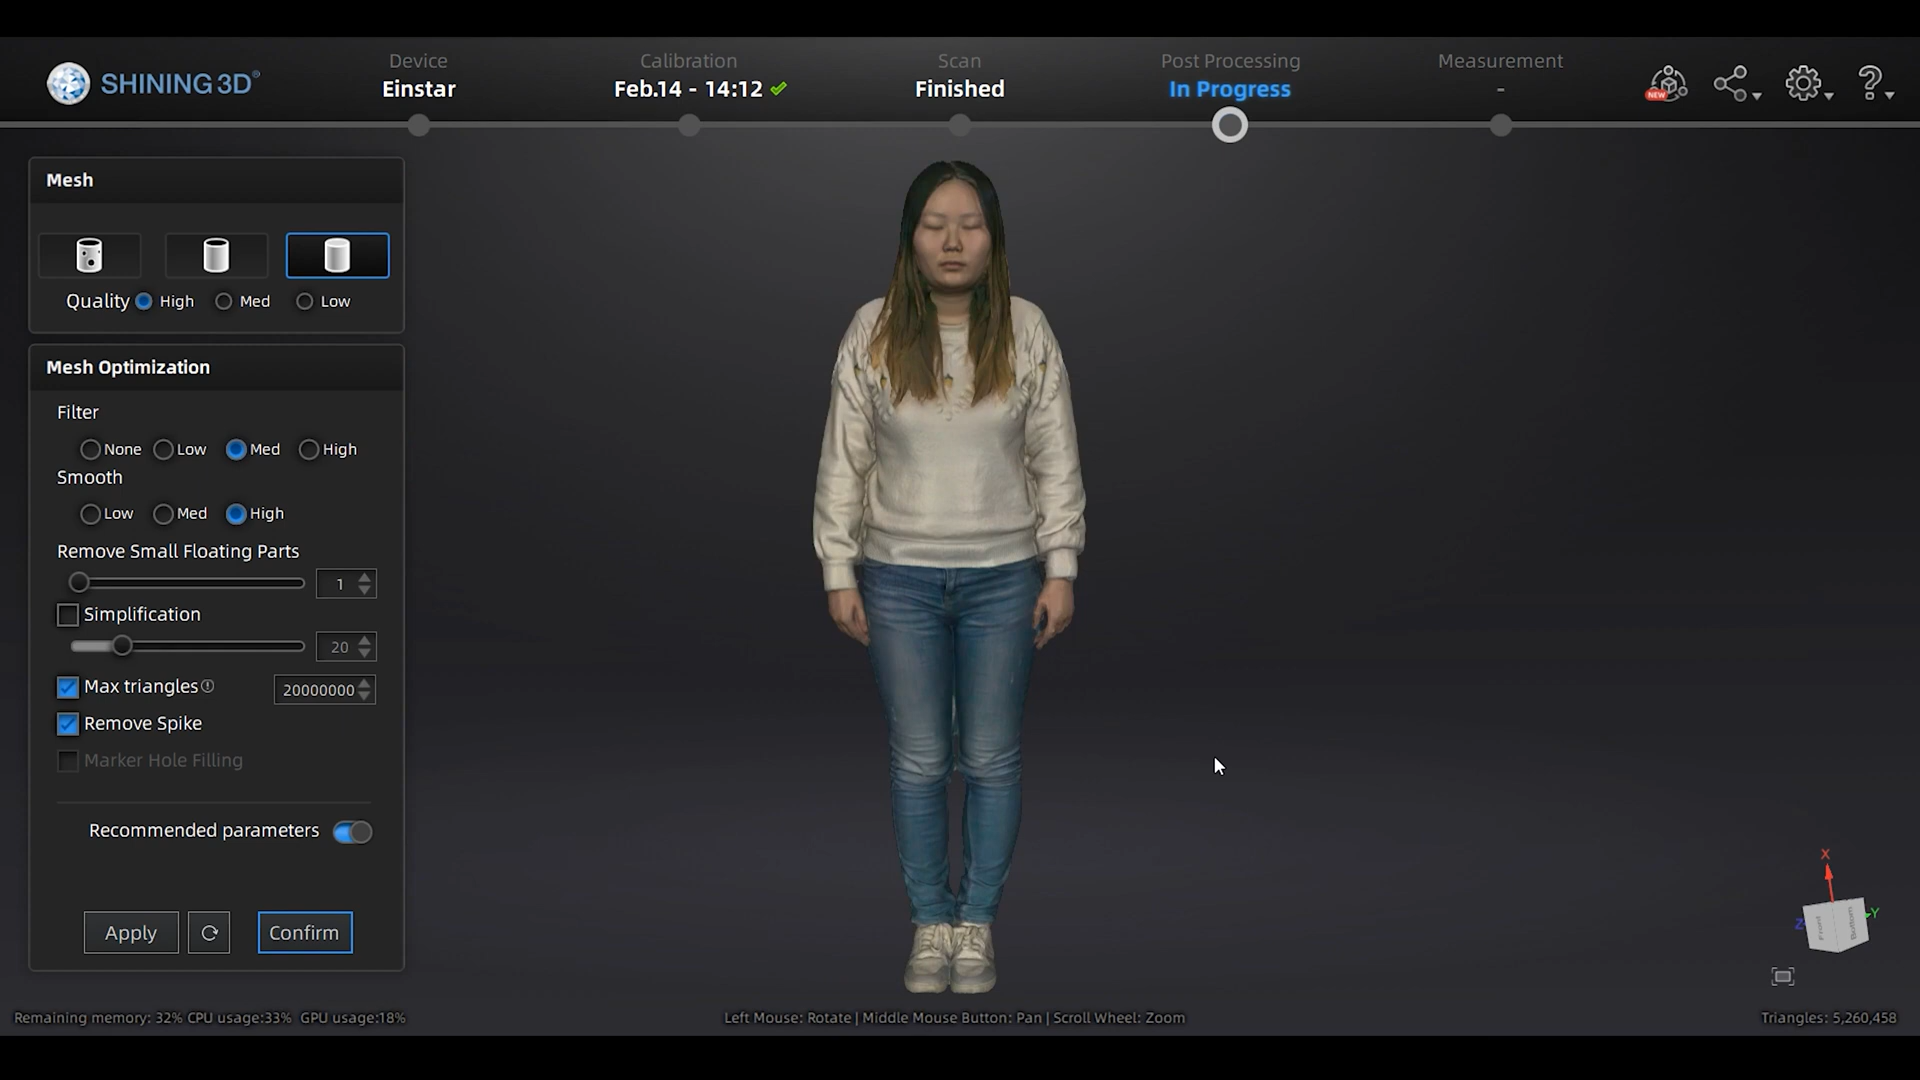 SHINING 3D®
Device
Einstar
Calibration
Feb.14 - 14:12
Scan
Finished
Post Processing
In Progress
Measurement
-
NEW
Mesh
Quality High Med Low
Mesh Optimization
Filter
None Low Med High
Smooth
Low Med High
Remove Small Floating Parts
1
Simplification
20
Max triangles 20000000
Remove Spike
Marker Hole Filling
Recommended parameters
Apply Confirm
X
Y
Z
Front
Bottom
Remaining memory: 32% CPU usage:33% GPU usage:18%
Left Mouse: Rotate | Middle Mouse Button: Pan | Scroll Wheel: Zoom
Triangles: 5,260,458